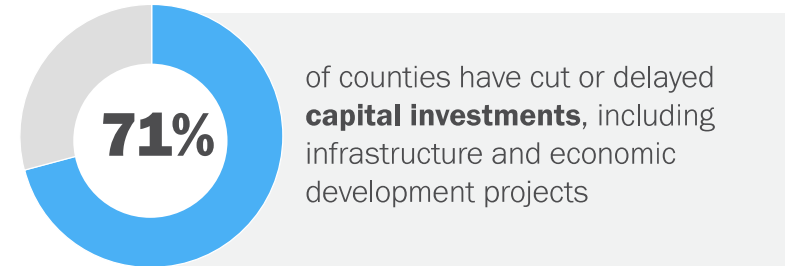 71%
of counties have cut or delayed
capital investments, including
infrastructure and economic
development projects